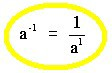 a⁻¹ = 1/a¹